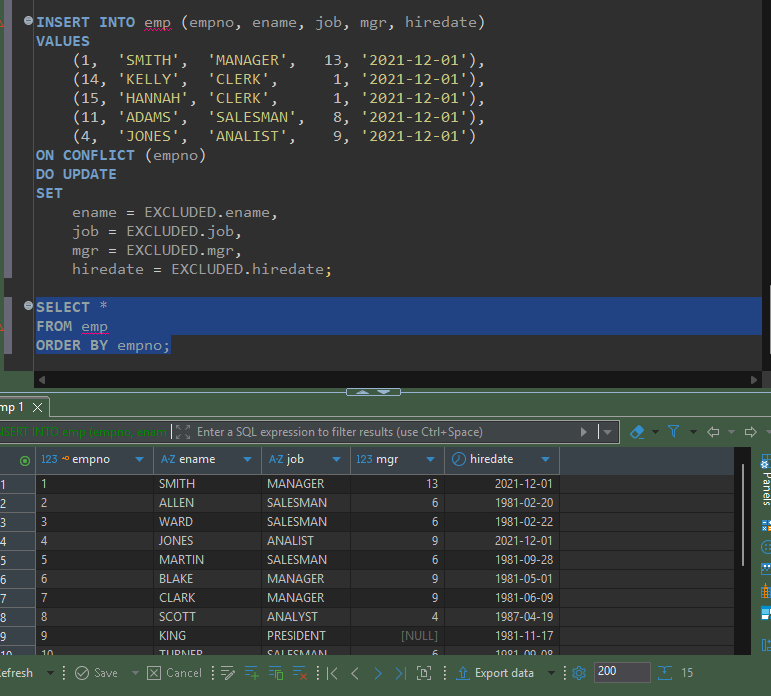 INSERT INTO emp (empno, ename, job, mgr, hiredate)
VALUES
(1, 'SMITH', 'MANAGER', 13, '2021-12-01'),
(14, 'KELLY', 'CLERK', 1, '2021-12-01'),
(15, 'HANNAH', 'CLERK', 1, '2021-12-01'),
(11, 'ADAMS', 'SALESMAN', 8, '2021-12-01'),
(4, 'JONES', 'ANALIST', 9, '2021-12-01')
ON CONFLICT (empno)
DO UPDATE
SET
ename = EXCLUDED.ename,
job = EXCLUDED.job,
mgr = EXCLUDED.mgr,
hiredate = EXCLUDED.hiredate;
SELECT *
FROM emp
ORDER BY empno;
mp 1
NSERT INTO emp (empno, enam Enter a SQL expression to filter results (use Ctrl+Space)
123 empno A-Z ename A-Z job 123 mgr hiredate
1 1 SMITH MANAGER 13 2021-12-01
2 2 ALLEN SALESMAN 6 1981-02-20
3 3 WARD SALESMAN 6 1981-02-22
4 4 JONES ANALIST 9 2021-12-01
5 5 MARTIN SALESMAN 6 1981-09-28
6 6 BLAKE MANAGER 9 1981-05-01
7 7 CLARK MANAGER 9 1981-06-09
8 8 SCOTT ANALYST 4 1987-04-19
9 9 KING PRESIDENT [NULL] 1981-11-17
10 10 TURNER SALESMAN 6 1981-09-08
Panels
efresh Save Cancel Export data 200 15